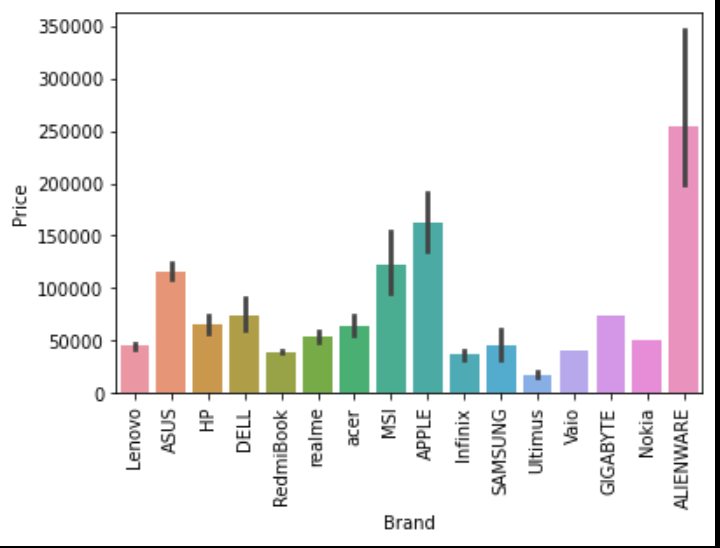 350000
300000
250000
200000
150000
100000
50000
0
Price
Lenovo
ASUS
HP
DELL
RedmiBook
realme
acer
MSI
APPLE
Infinix
SAMSUNG
Ultimus
Vaio
GIGABYTE
Nokia
ALIENWARE
Brand